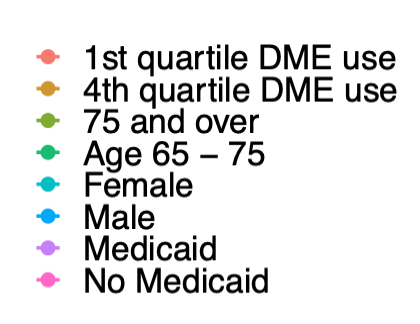 1st quartile DME use
4th quartile DME use
75 and over
Age 65 – 75
Female
Male
Medicaid
No Medicaid